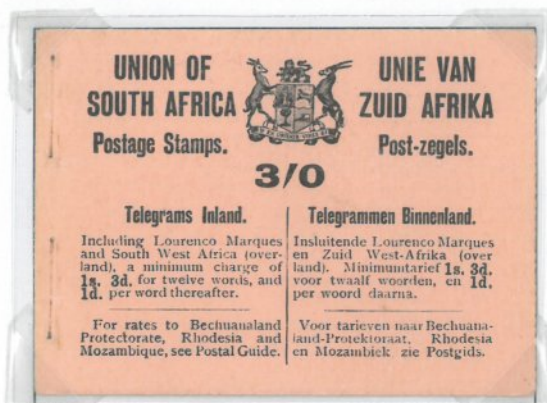 UNION OF
SOUTH AFRICA
Postage Stamps.
UNIE VAN
ZUID AFRIKA
Post-zegels.
3/0
Telegrams Inland.
Including Lourenco Marques
and South West Africa (over-
land), a minimum charge of
1s. 3d. for twelve words, and
1d. per word thereafter.
For rates to Bechuanaland
Protectorate, Rhodesia and
Mozambique, see Postal Guide.
Telegrammen Binnenland.
Insluitende Lourenco Marques
en Zuid West-Afrika (over
land). Minimumtarief 1s. 3d.
voor twaalf woorden, en 1d.
per woord daarna.
Voor tarieven naar Bechuana-
land-Protektoraat, Rhodesia
en Mozambiek zie Postgids.